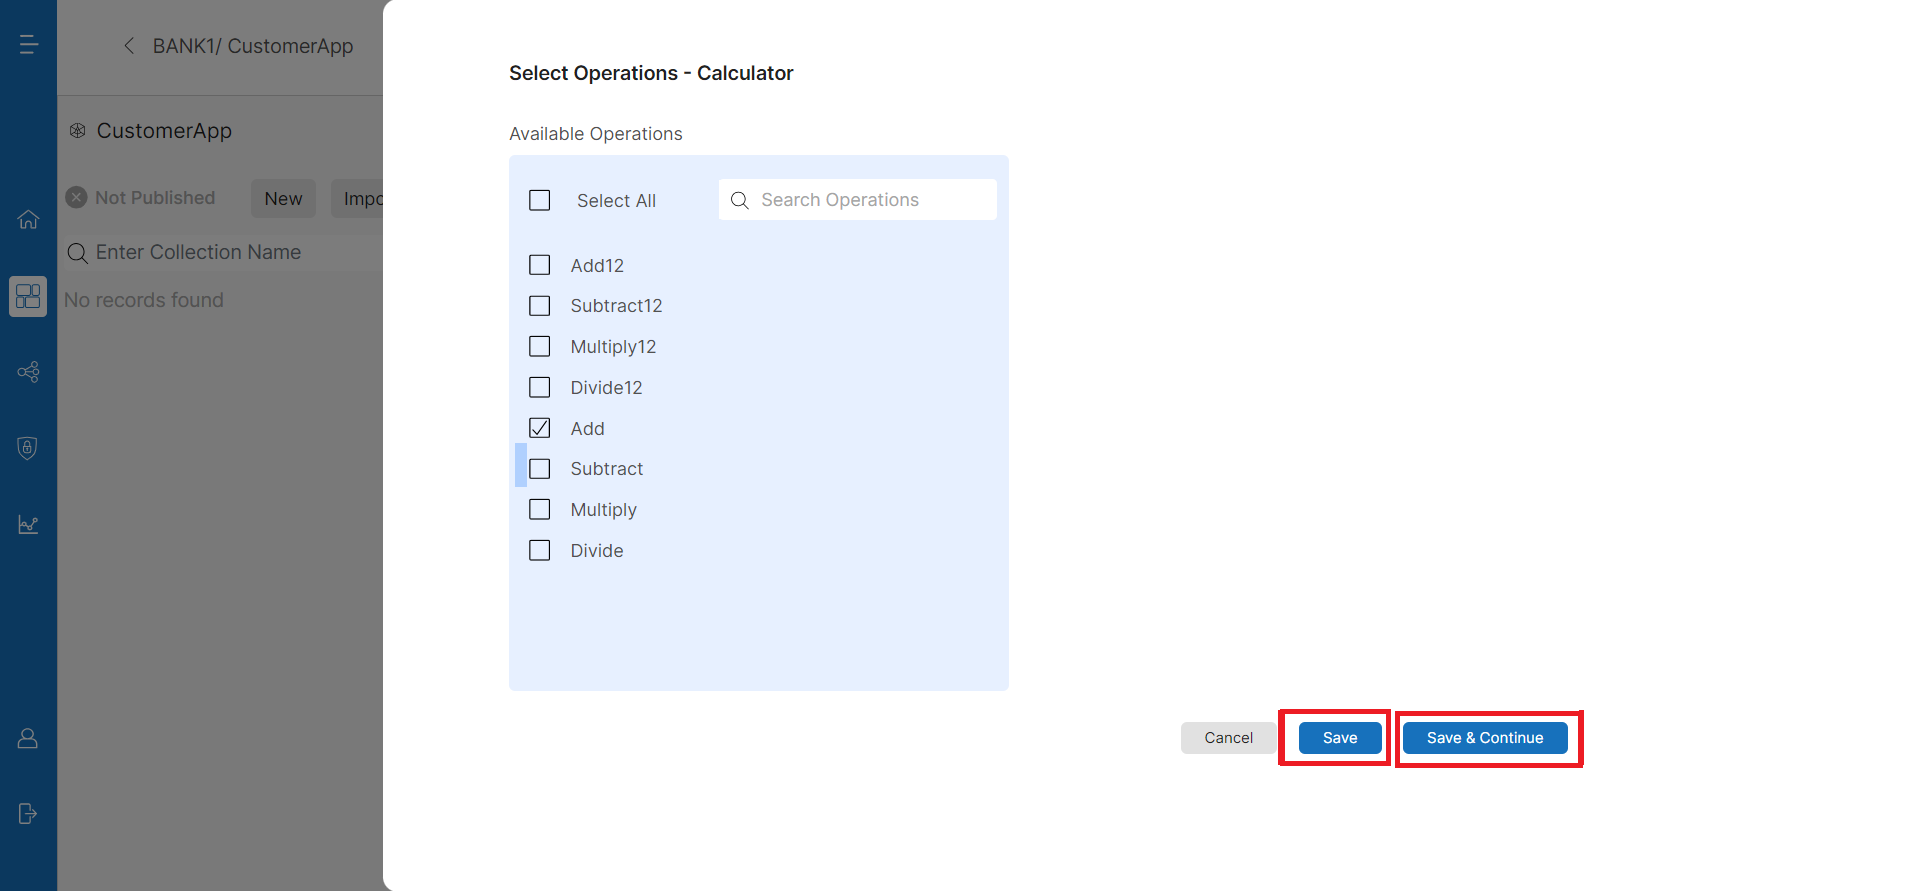 BANK1/ CustomerApp
CustomerApp
Not Published
New
Impo
Enter Collection Name
No records found
Select Operations - Calculator
Available Operations
Select All
Search Operations
Add12
Subtract12
Multiply12
Divide12
Add
Subtract
Multiply
Divide
Cancel
Save
Save & Continue